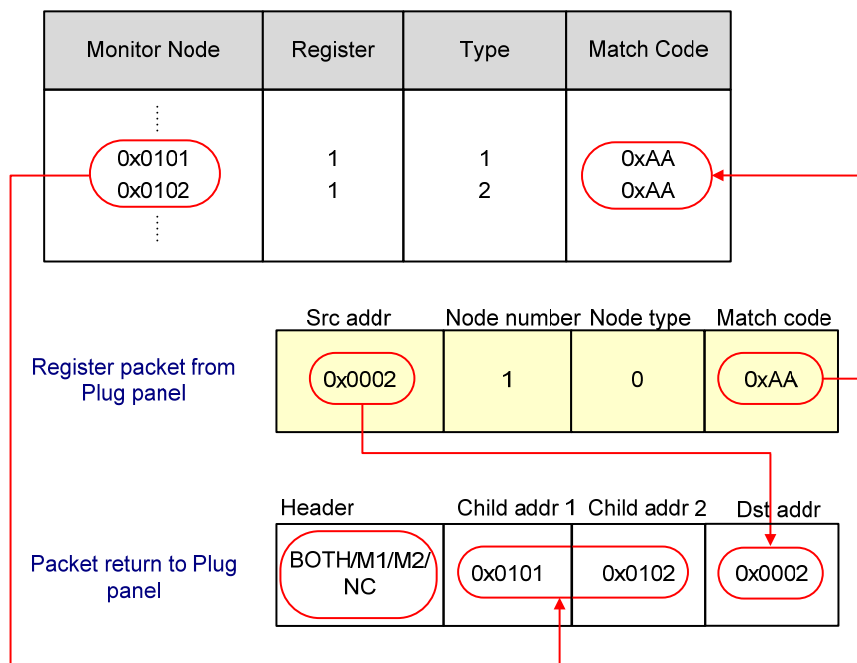 Monitor Node Register Type Match Code
0x0101 1 1 0xAA
0x0102 1 2 0xAA
Src addr Node number Node type Match code
Register packet from
Plug panel
0x0002 1 0 0xAA
Header Child addr 1 Child addr 2 Dst addr
Packet return to Plug
panel
BOTH/M1/M2/
NC
0x0101 0x0102 0x0002